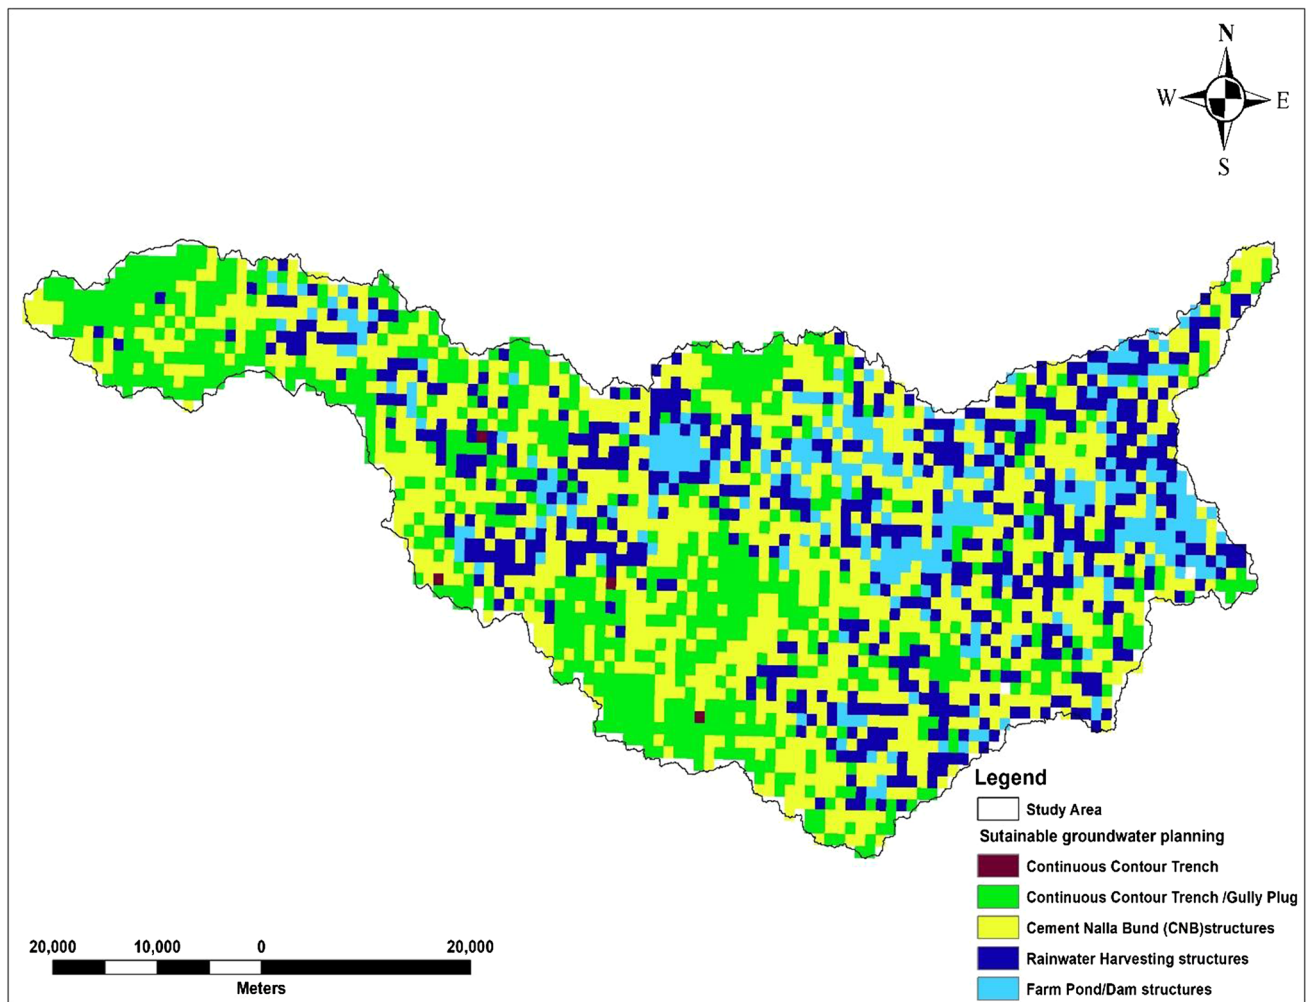 N
W E
S
Legend
Study Area
Sutainable groundwater planning
Continuous Contour Trench
Continuous Contour Trench /Gully Plug
Cement Nalla Bund (CNB)structures
Rainwater Harvesting structures
Farm Pond/Dam structures
20,000 10,000 0 20,000
Meters